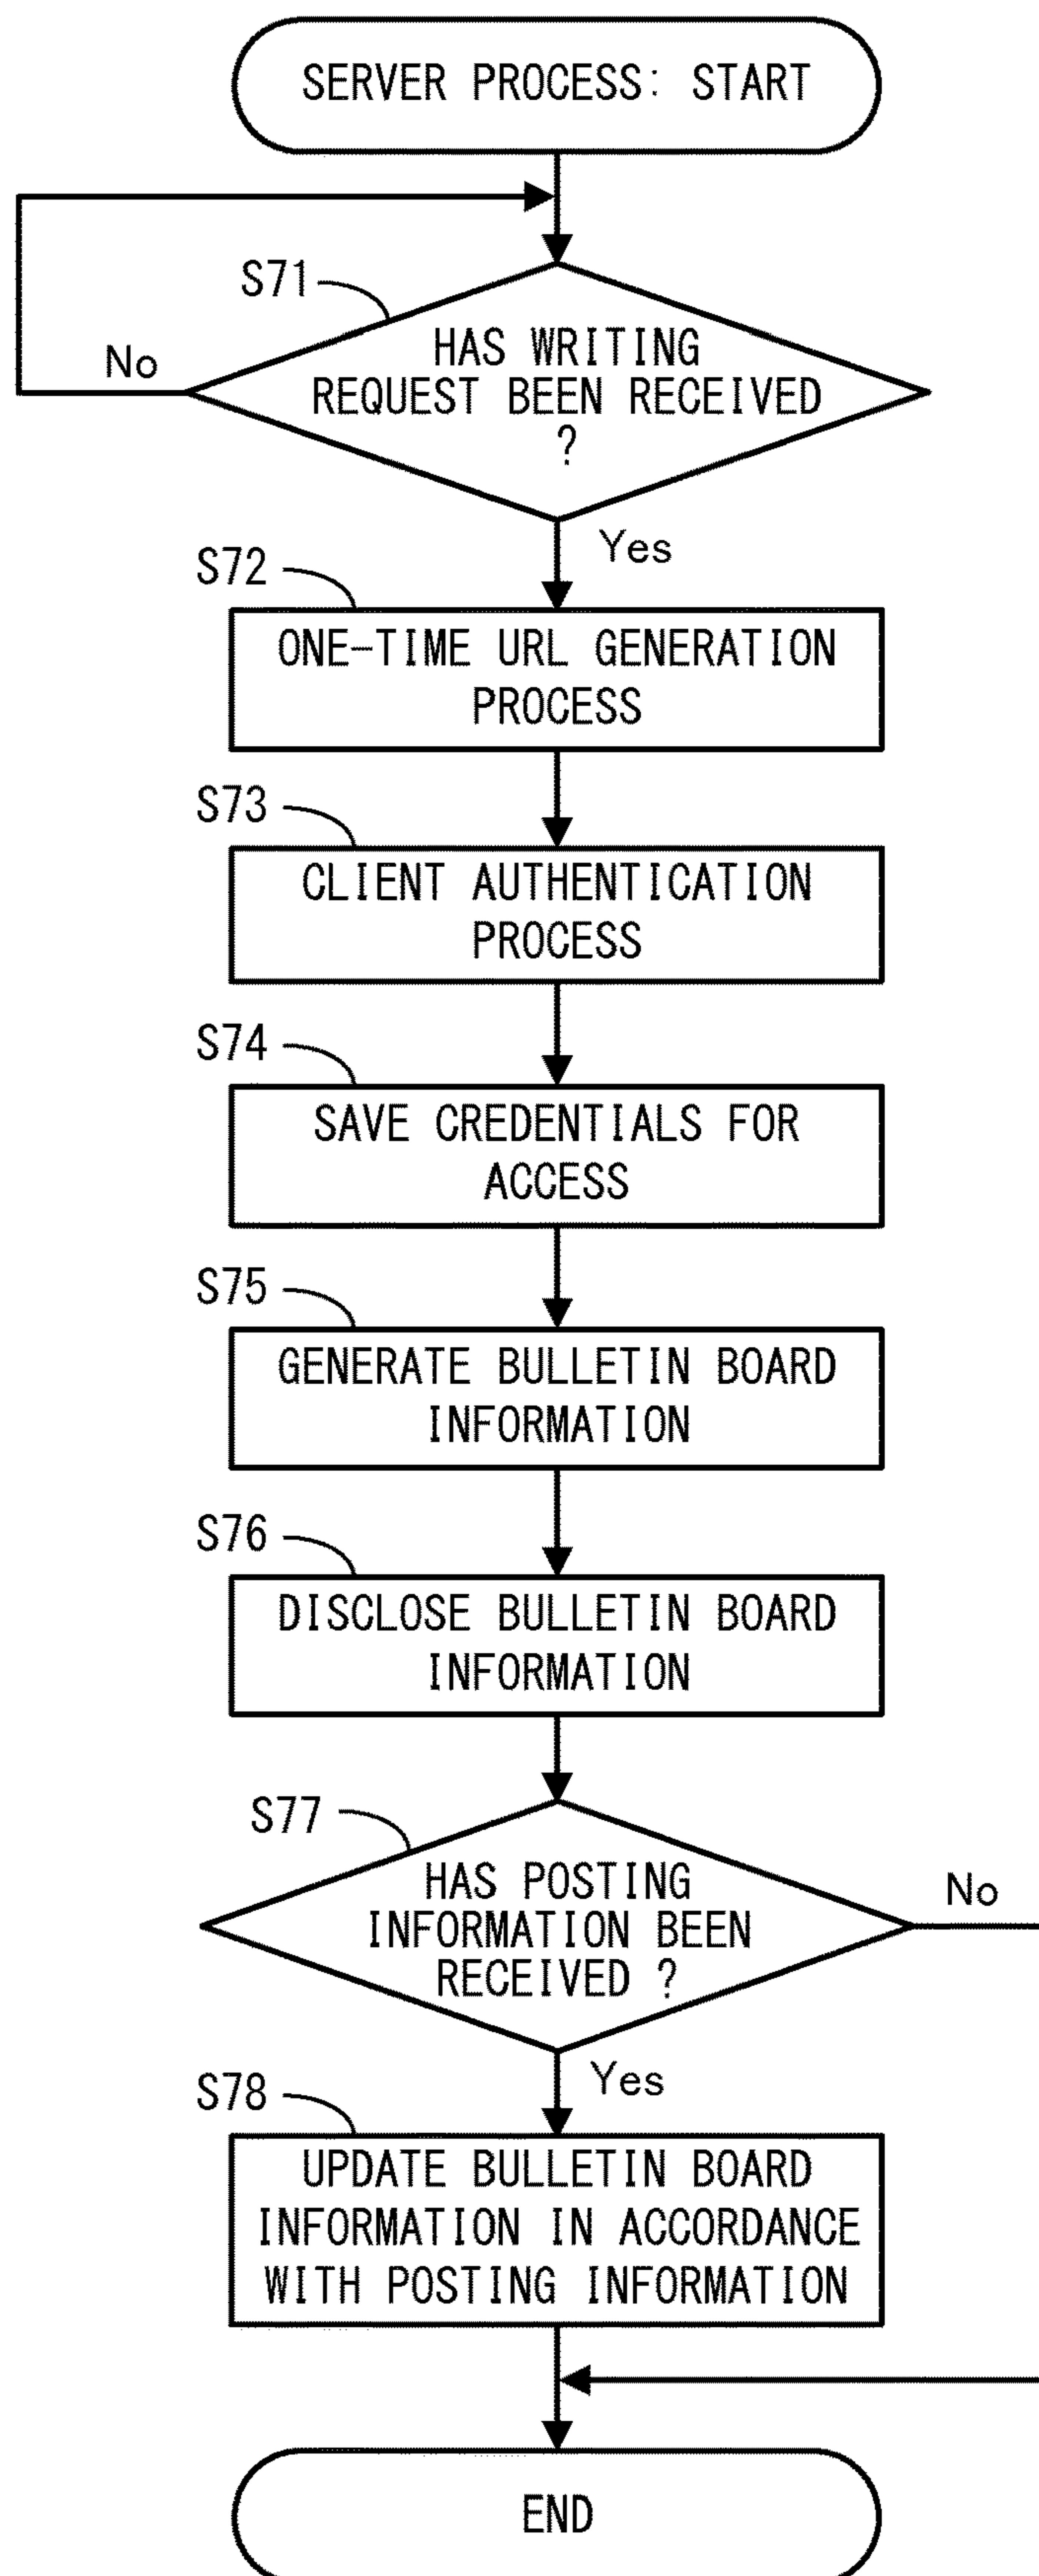 SERVER PROCESS: START
S71
HAS WRITING
No
REQUEST BEEN RECEIVED
?
Yes
S72
ONE-TIME URL GENERATION
PROCESS
S73
CLIENT AUTHENTICATION
PROCESS
S74
SAVE CREDENTIALS FOR
ACCESS
S75
GENERATE BULLETIN BOARD
INFORMATION
S76
DISCLOSE BULLETIN BOARD
INFORMATION
S77
HAS POSTING
No
INFORMATION BEEN
RECEIVED ?
Yes
S78
UPDATE BULLETIN BOARD
INFORMATION IN ACCORDANCE
WITH POSTING INFORMATION
END